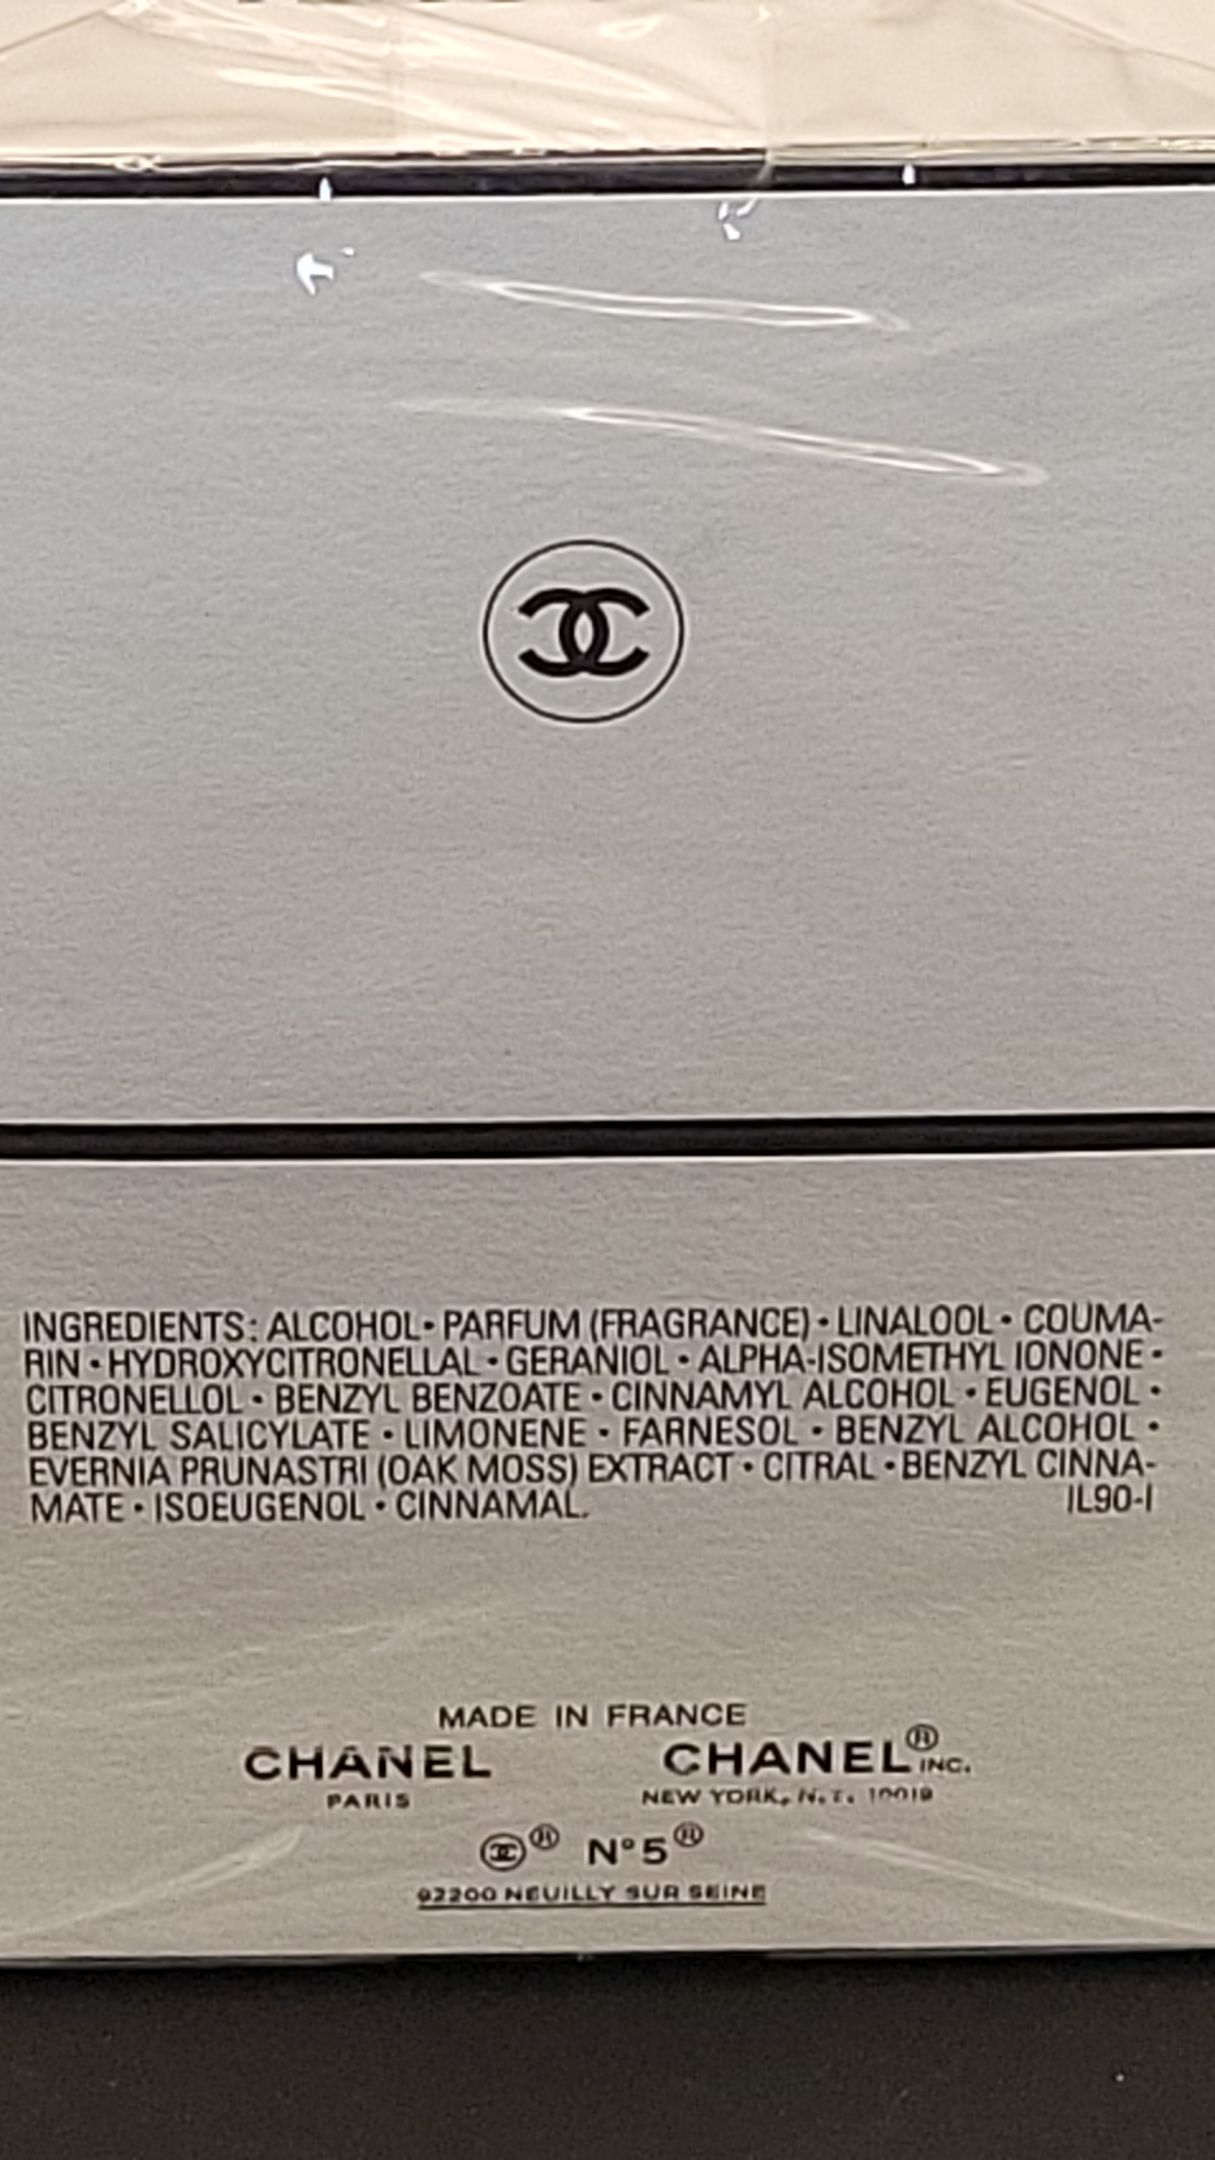 INGREDIENTS: ALCOHOL • PARFUM (FRAGRANCE) • LINALOOL • COUMA-
RIN • HYDROXYCITRONELLAL • GERANIOL • ALPHA-ISOMETHYL IONONE •
CITRONELLOL • BENZYL BENZOATE • CINNAMYL ALCOHOL • EUGENOL •
BENZYL SALICYLATE • LIMONENE • FARNESOL • BENZYL ALCOHOL •
EVERNIA PRUNASTRI (OAK MOSS) EXTRACT • CITRAL • BENZYL CINNA-
MATE • ISOEUGENOL • CINNAMAL. IL90-I
MADE IN FRANCE
CHANEL CHANEL® INC.
PARIS NEW YORK, N.Y. 10019
® N°5®
92200 NEUILLY SUR SEINE